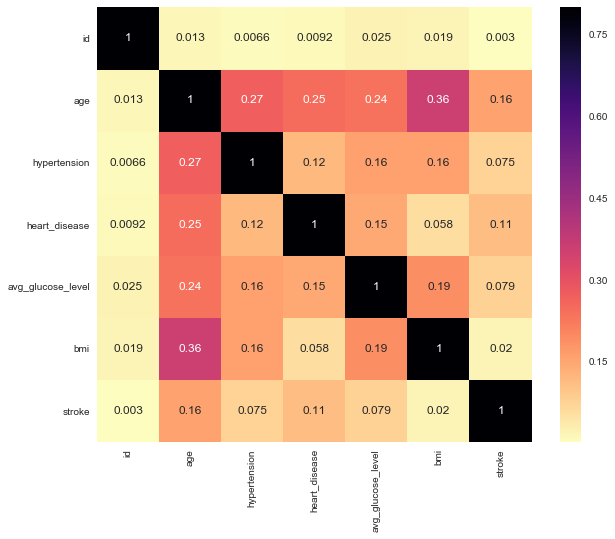 id 1 0.013 0.0066 0.0092 0.025 0.019 0.003
age 0.013 1 0.27 0.25 0.24 0.36 0.16
hypertension 0.0066 0.27 1 0.12 0.16 0.16 0.075
heart_disease 0.0092 0.25 0.12 1 0.15 0.058 0.11
avg_glucose_level 0.025 0.24 0.16 0.15 1 0.19 0.079
bmi 0.019 0.36 0.16 0.058 0.19 1 0.02
stroke 0.003 0.16 0.075 0.11 0.079 0.02 1
id age hypertension heart_disease avg_glucose_level bmi stroke
0.75
0.60
0.45
0.30
0.15